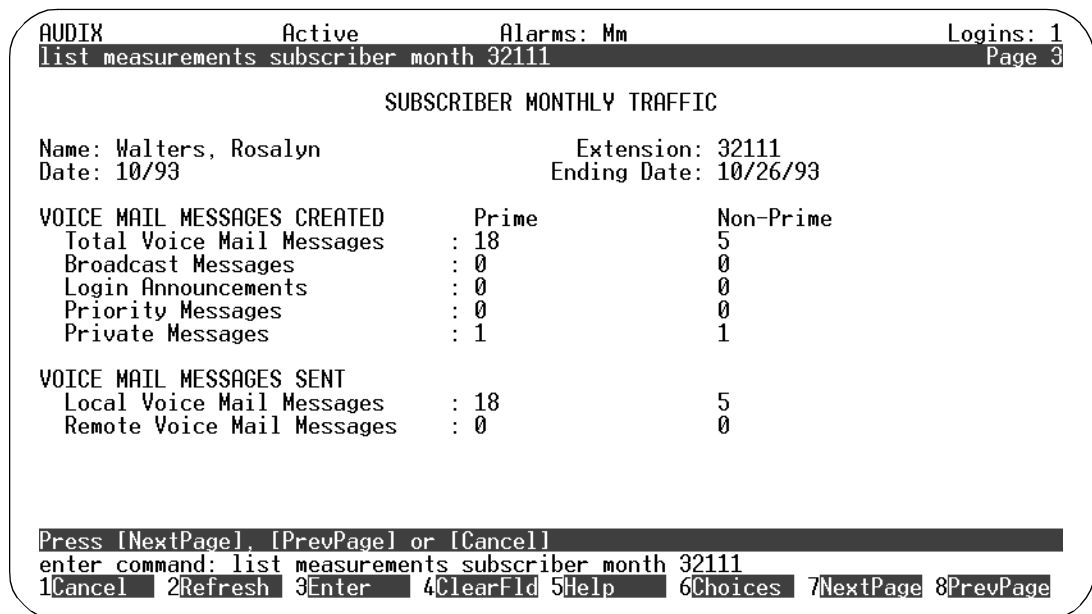 AUDIX Active Alarms: Mm Logins: 1
list measurements subscriber month 32111 Page 3
SUBSCRIBER MONTHLY TRAFFIC
Name: Walters, Rosalyn Extension: 32111
Date: 10/93 Ending Date: 10/26/93
VOICE MAIL MESSAGES CREATED Prime Non-Prime
Total Voice Mail Messages : 18 5
Broadcast Messages : 0 0
Login Announcements : 0 0
Priority Messages : 0 0
Private Messages : 1 1
VOICE MAIL MESSAGES SENT
Local Voice Mail Messages : 18 5
Remote Voice Mail Messages : 0 0
Press [NextPage], [PrevPage] or [Cancel]
enter command: list measurements subscriber month 32111
1Cancel 2Refresh 3Enter 4ClearFld 5Help 6Choices 7NextPage 8PrevPage